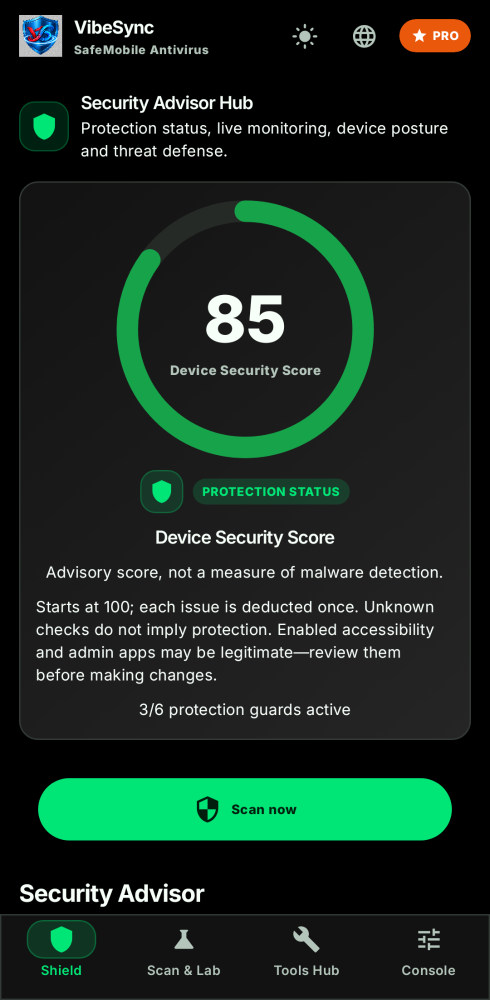 VibeSync
SafeMobile Antivirus
PRO
Security Advisor Hub
Protection status, live monitoring, device posture
and threat defense.
85
Device Security Score
PROTECTION STATUS
Device Security Score
Advisory score, not a measure of malware detection.
Starts at 100; each issue is deducted once. Unknown
checks do not imply protection. Enabled accessibility
and admin apps may be legitimate—review them
before making changes.
3/6 protection guards active
Scan now
Security Advisor
Shield
Scan & Lab
Tools Hub
Console